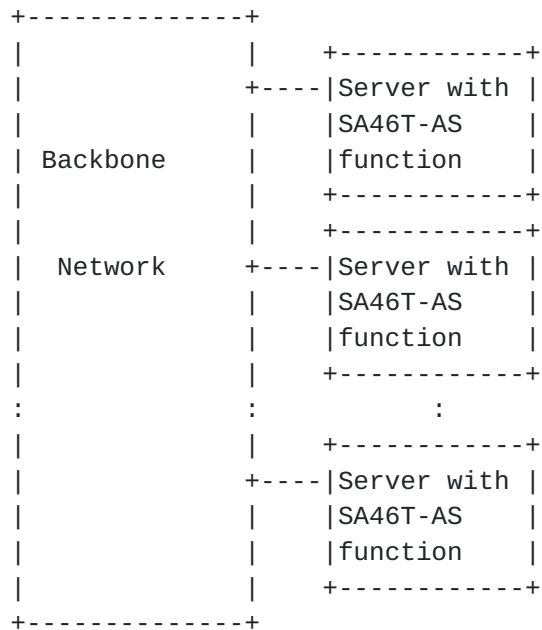 Server with
SA46T-AS
Backbone function
Network Server with
SA46T-AS
function
: : :
Server with
SA46T-AS
function